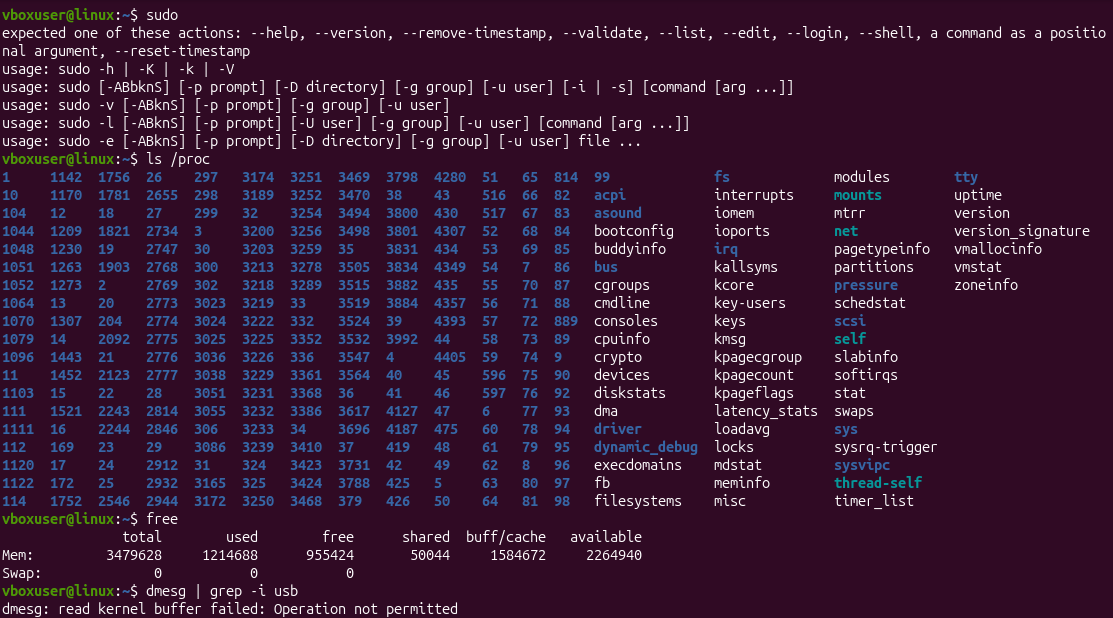 vboxuser@linux:~$ sudo
expected one of these actions: --help, --version, --remove-timestamp, --validate, --list, --edit, --login, --shell, a command as a positio
nal argument, --reset-timestamp
usage: sudo -h | -K | -k | -V
usage: sudo [-ABbknS] [-p prompt] [-D directory] [-g group] [-u user] [-i | -s] [command [arg ...]]
usage: sudo -v [-ABknS] [-p prompt] [-g group] [-u user]
usage: sudo -l [-ABknS] [-p prompt] [-U user] [-g group] [-u user] [command [arg ...]]
usage: sudo -e [-ABknS] [-p prompt] [-D directory] [-g group] [-u user] file ...
vboxuser@linux:~$ ls /proc
1 1142 1756 26 297 3174 3251 3469 3798 4280 51 65 814 99 fs modules tty
10 1170 1781 2655 298 3189 3252 3470 38 43 516 66 82 acpi interrupts mounts uptime
104 12 18 27 299 32 3254 3494 3800 430 517 67 83 asound iomem mtrr version
1044 1209 1821 2734 3 3200 3256 3498 3801 4307 52 68 84 bootconfig ioports net version_signature
1048 1230 19 2747 30 3203 3259 35 3831 434 53 69 85 buddyinfo irq pagetypeinfo vmallocinfo
1051 1263 1903 2768 300 3213 3278 3505 3834 4349 54 7 86 bus kallsyms partitions vmstat
1052 1273 2 2769 302 3218 3289 3515 3882 435 55 70 87 cgroups kcore pressure zoneinfo
1064 13 20 2773 3023 3219 33 3519 3884 4357 56 71 88 cmdline key-users schedstat
1070 1307 204 2774 3024 3222 332 3524 39 4393 57 72 889 consoles keys scsi
1079 14 2092 2775 3025 3225 3352 3532 3992 44 58 73 89 cpuinfo kmsg self
1096 1443 21 2776 3036 3226 336 3547 4 4405 59 74 9 crypto kpagecgroup slabinfo
11 1452 2123 2777 3038 3229 3361 3564 40 45 596 75 90 devices kpagecount softirqs
1103 15 22 28 3051 3231 3368 36 41 46 597 76 92 diskstats kpageflags stat
111 1521 2243 2814 3055 3232 3386 3617 4127 47 6 77 93 dma latency_stats swaps
1111 16 2244 2846 306 3233 34 3696 4187 475 60 78 94 driver loadavg sys
112 169 23 29 3086 3239 3410 37 419 48 61 79 95 dynamic_debug locks sysrq-trigger
1120 17 24 2912 31 324 3423 3731 42 49 62 8 96 execdomains mdstat sysvipc
1122 172 25 2932 3165 325 3424 3788 425 5 63 80 97 fb meminfo thread-self
114 1752 2546 2944 3172 3250 3468 379 426 50 64 81 98 filesystems misc timer_list
vboxuser@linux:~$ free
total used free shared buff/cache available
Mem: 3479628 1214688 955424 50044 1584672 2264940
Swap: 0 0 0
vboxuser@linux:~$ dmesg | grep -i usb
dmesg: read kernel buffer failed: Operation not permitted